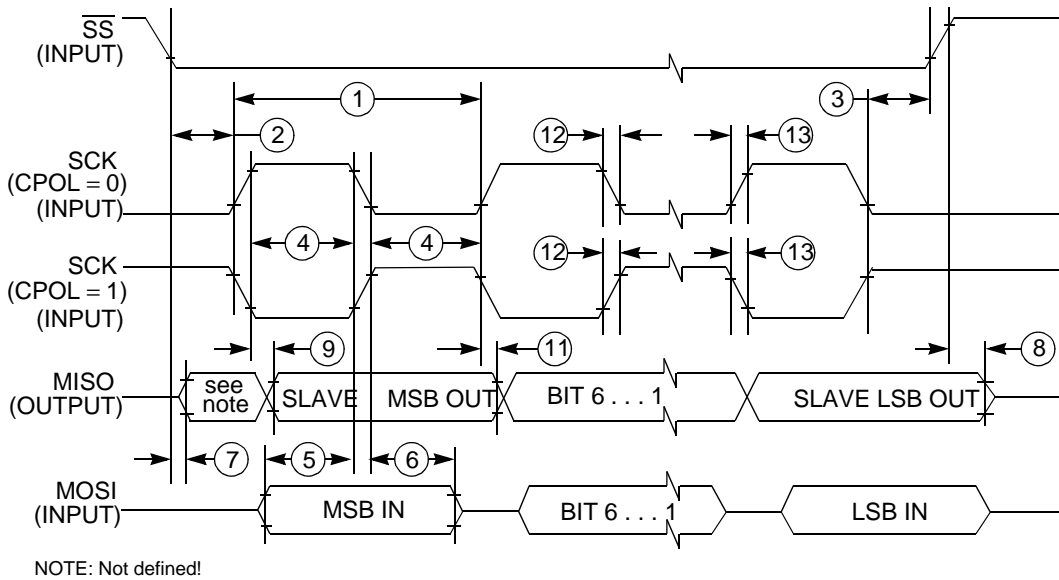 SS
(INPUT)
1
3
2
12
13
SCK
(CPOL = 0)
(INPUT)
4
4
SCK
(CPOL = 1)
(INPUT)
12
13
9
11
8
MISO
(OUTPUT)
see
note
SLAVE MSB OUT
BIT 6 . . . 1
SLAVE LSB OUT
7
5
6
MOSI
(INPUT)
MSB IN
BIT 6 . . . 1
LSB IN
NOTE: Not defined!